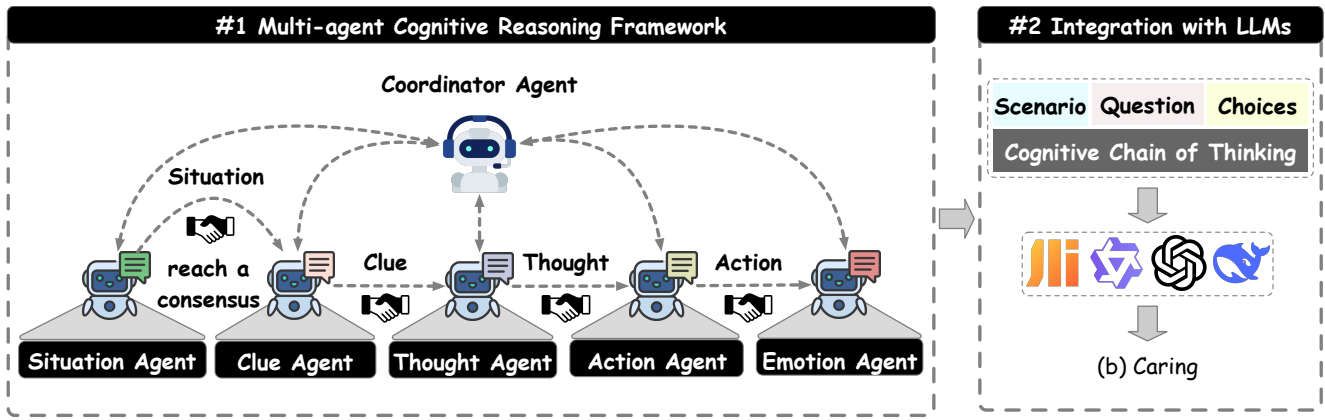 #1 Multi-agent Cognitive Reasoning Framework
Coordinator Agent
Situation
reach a
consensus
Clue
Thought
Action
Situation Agent
Clue Agent
Thought Agent
Action Agent
Emotion Agent
#2 Integration with LLMs
Scenario
Question
Choices
Cognitive Chain of Thinking
(b) Caring